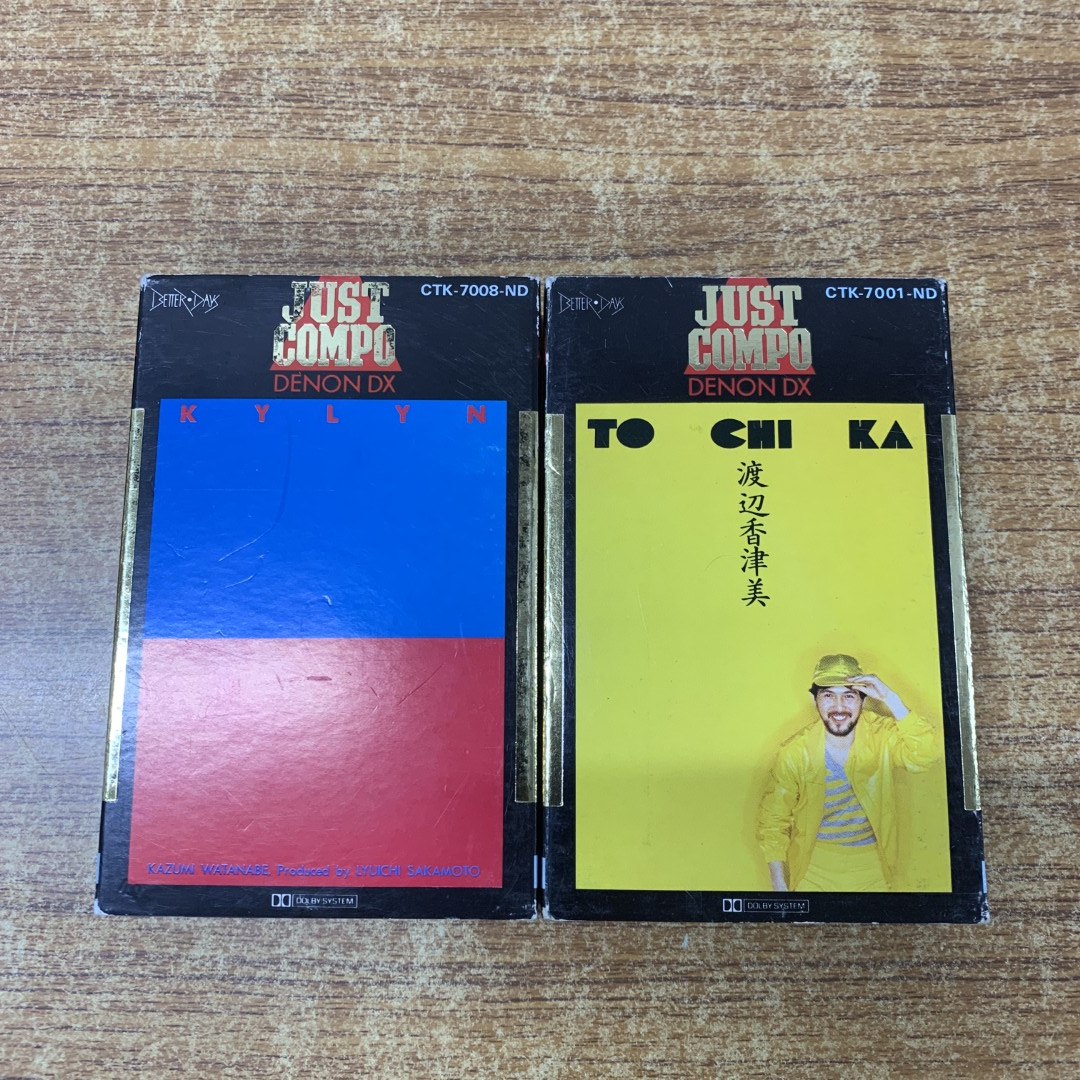 BETTER•DAYS
JUST
COMPO
DENON DX
CTK-7008-ND
K Y L Y N
KAZUMI WATANABE, Produced by. LYUICHI SAKAMOTO
DOLBY SYSTEM
BETTER•DAYS
JUST
COMPO
DENON DX
CTK-7001-ND
TO CHI KA
渡辺香津美
DOLBY SYSTEM